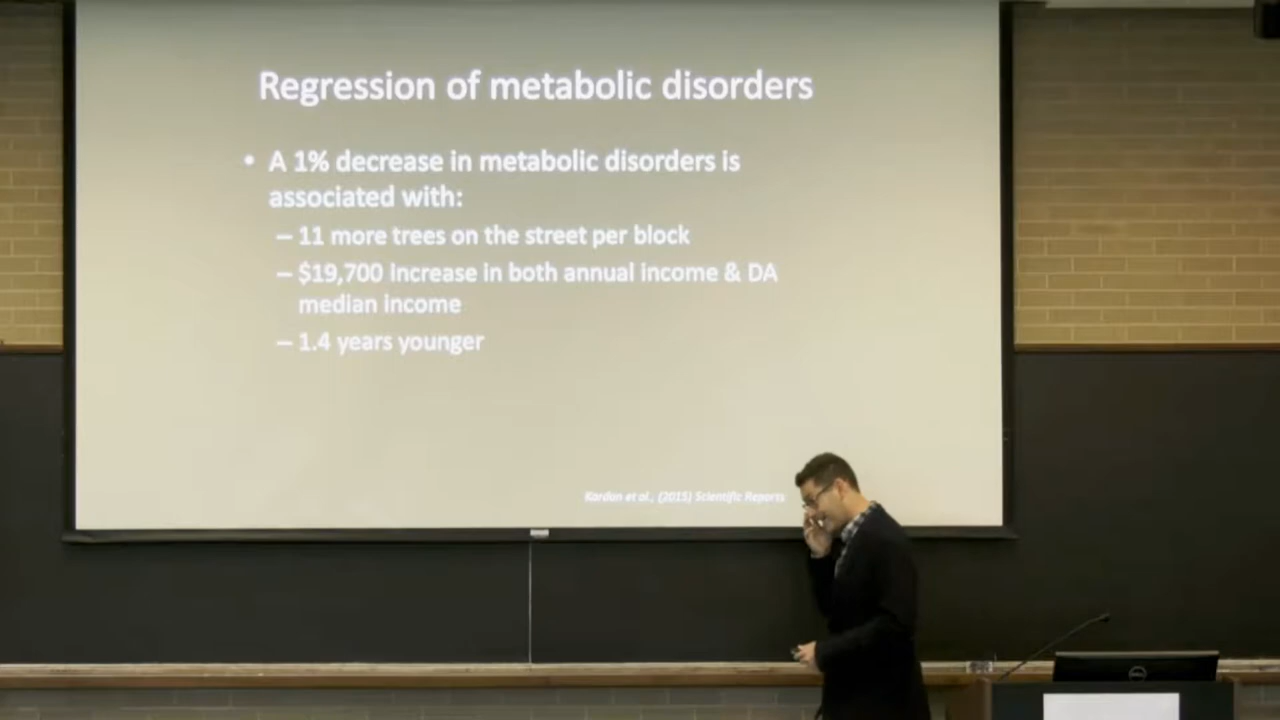 Regression of metabolic disorders
• A 1% decrease in metabolic disorders is
associated with:
– 11 more trees on the street per block
– $19,700 increase in both annual income & DA
median income
– 1.4 years younger
Kardan et al., (2015) Scientific Reports
DELL